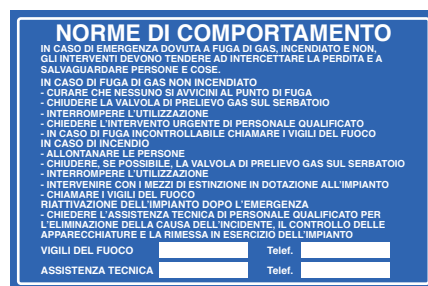 NORME DI COMPORTAMENTO
IN CASO DI EMERGENZA DOVUTA A FUGA DI GAS, INCENDIATO E NON,
GLI INTERVENTI DEVONO TENDERE AD INTERCETTARE LA PERDITA E A
SALVAGUARDARE PERSONE E COSE.
IN CASO DI FUGA DI GAS NON INCENDIATO
- CURARE CHE NESSUNO SI AVVICINI AL PUNTO DI FUGA
- CHIUDERE LA VALVOLA DI PRELIEVO GAS SUL SERBATOIO
- INTERROMPERE L'UTILIZZAZIONE
- CHIEDERE L'INTERVENTO URGENTE DI PERSONALE QUALIFICATO
- IN CASO DI FUGA INCONTROLLABILE CHIAMARE I VIGILI DEL FUOCO
IN CASO DI INCENDIO
- ALLONTANARE LE PERSONE
- CHIUDERE, SE POSSIBILE, LA VALVOLA DI PRELIEVO GAS SUL SERBATOIO
- INTERROMPERE L'UTILIZZAZIONE
- INTERVENIRE CON I MEZZI DI ESTINZIONE IN DOTAZIONE ALL'IMPIANTO
- CHIAMARE I VIGILI DEL FUOCO
RIATTIVAZIONE DELL'IMPIANTO DOPO L'EMERGENZA
- CHIEDERE L'ASSISTENZA TECNICA DI PERSONALE QUALIFICATO PER
L'ELIMINAZIONE DELLA CAUSA DELL'INCIDENTE, IL CONTROLLO DELLE
APPARECCHIATURE E LA RIMESSA IN ESERCIZIO DELL'IMPIANTO
VIGILI DEL FUOCO Telef.
ASSISTENZA TECNICA Telef.